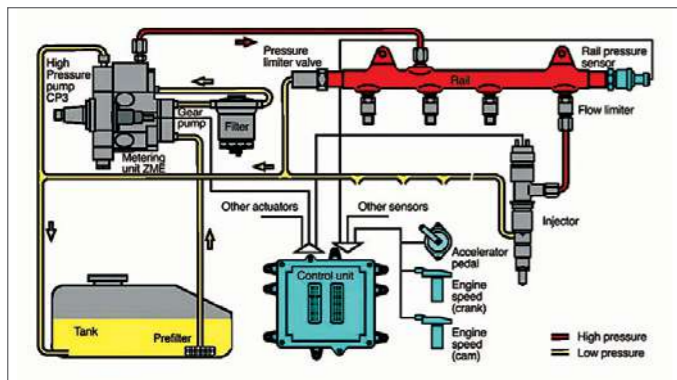 High
Pressure
pump
CP3
Pressure
limiter valve
Rail pressure
sensor
Rail
Gear
pump
Filter
Flow limiter
Metering
unit ZME
Injector
Other actuators
Other sensors
Control unit
Accelerator
pedal
Engine
speed
(crank)
Engine
speed
(cam)
Tank
Prefilter
High pressure
Low pressure